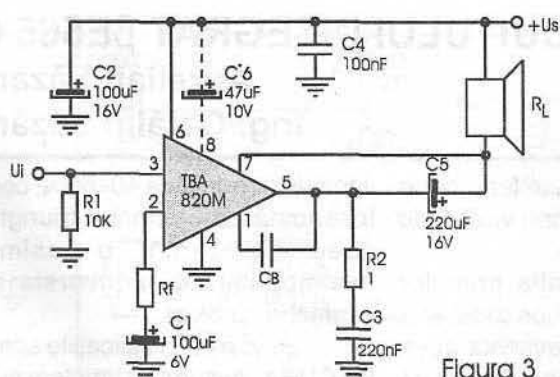 +Us
C2
100uF
16V
C*6
47uF
10V
C4
100nF
RL
Ui
R1
10K
3
2
6
8
7
TBA
820M
5
1
4
C5
220uF
16V
CB
R2
1
Rf
C1
100uF
6V
C3
220nF
Figura 3